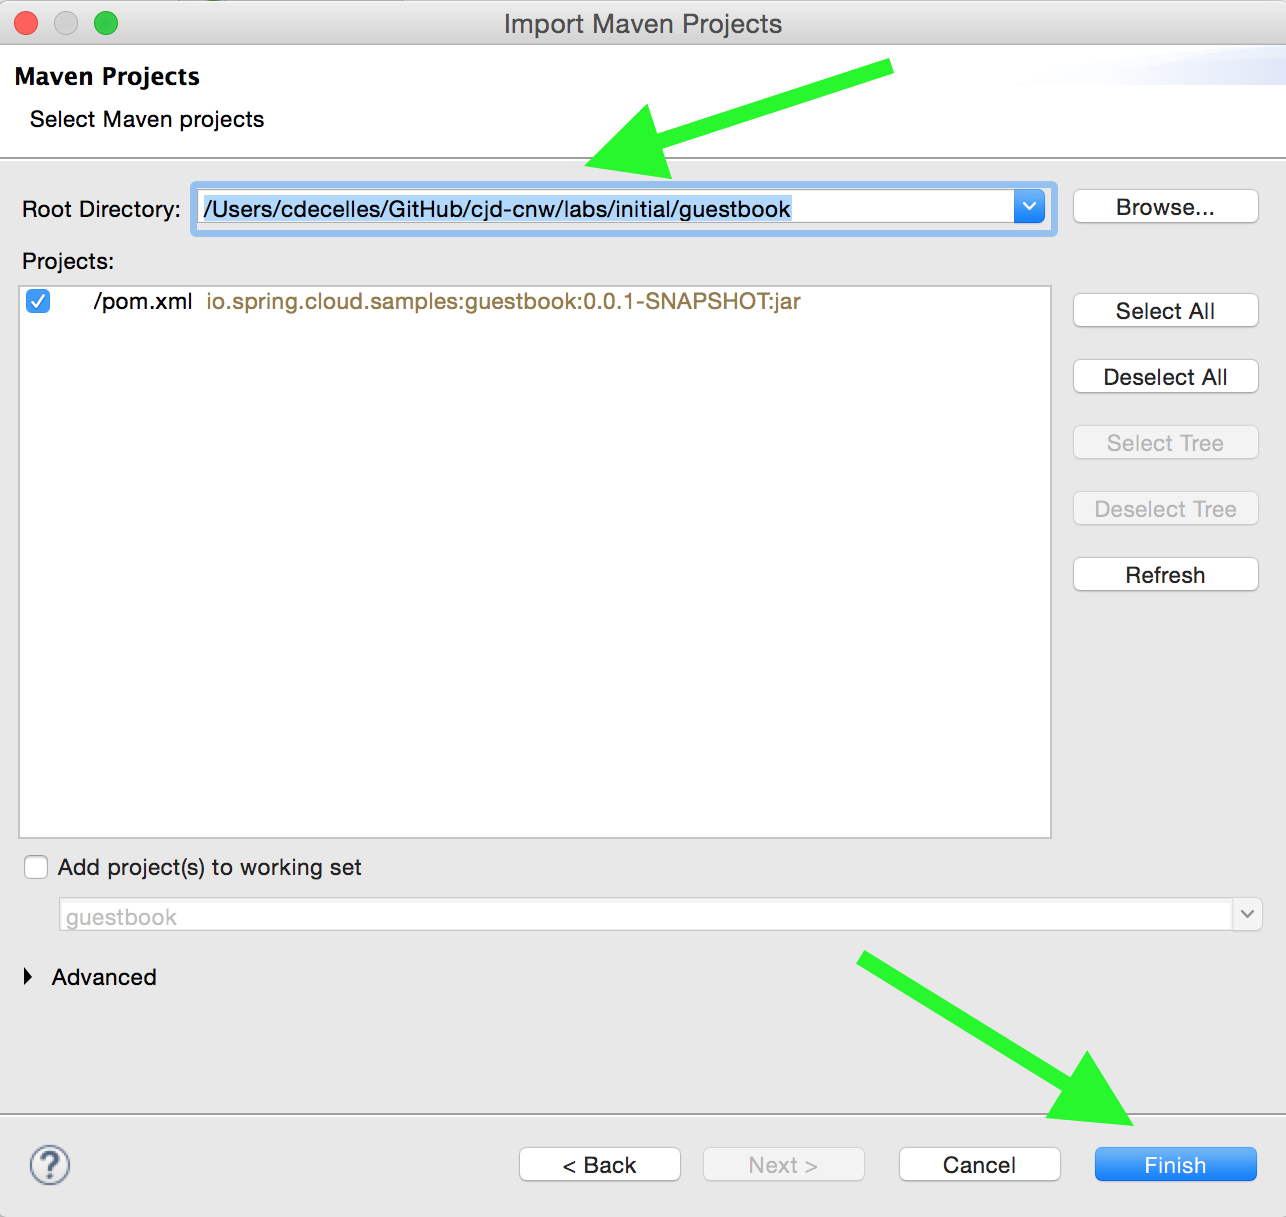 Import Maven Projects
Maven Projects
Select Maven projects
Root Directory: /Users/cdecelles/GitHub/cjd-cnw/labs/initial/guestbook Browse...
Projects:
/pom.xml io.spring.cloud.samples:guestbook:0.0.1-SNAPSHOT:jar
Select All
Deselect All
Select Tree
Deselect Tree
Refresh
Add project(s) to working set
guestbook
Advanced
? < Back Next > Cancel Finish